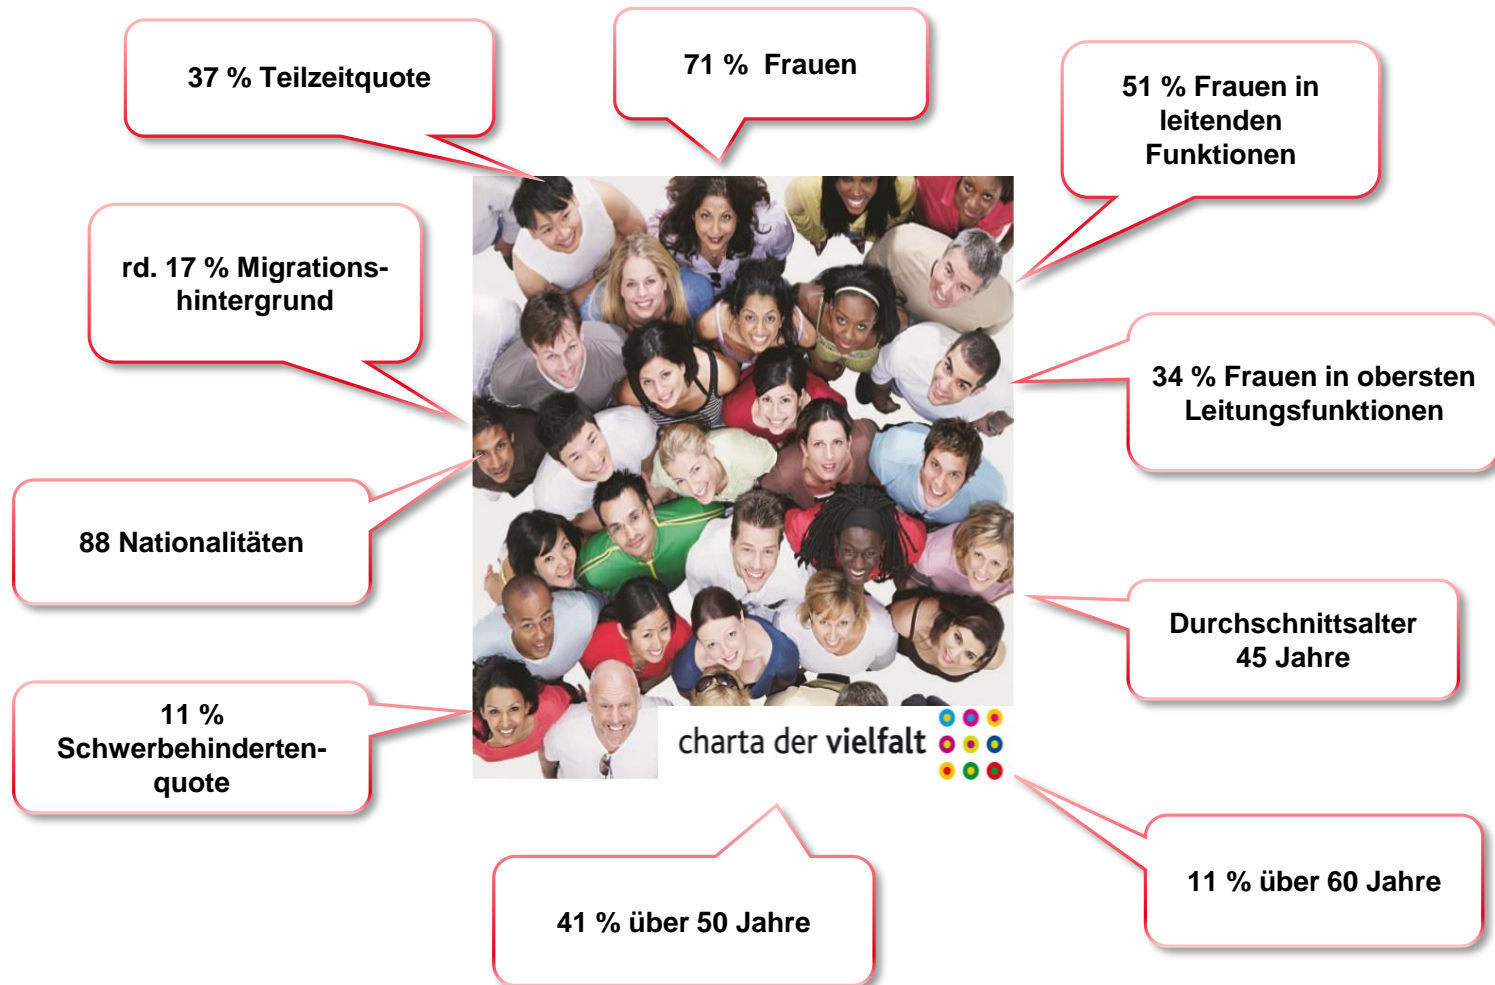 37 % Teilzeitquote
71 % Frauen
51 % Frauen in
leitenden
Funktionen
rd. 17 % Migrations-
hintergrund
34 % Frauen in obersten
Leitungsfunktionen
88 Nationalitäten
Durchschnittsalter
45 Jahre
11 %
Schwerbehinderten-
quote
charta der vielfalt
11 % über 60 Jahre
41 % über 50 Jahre